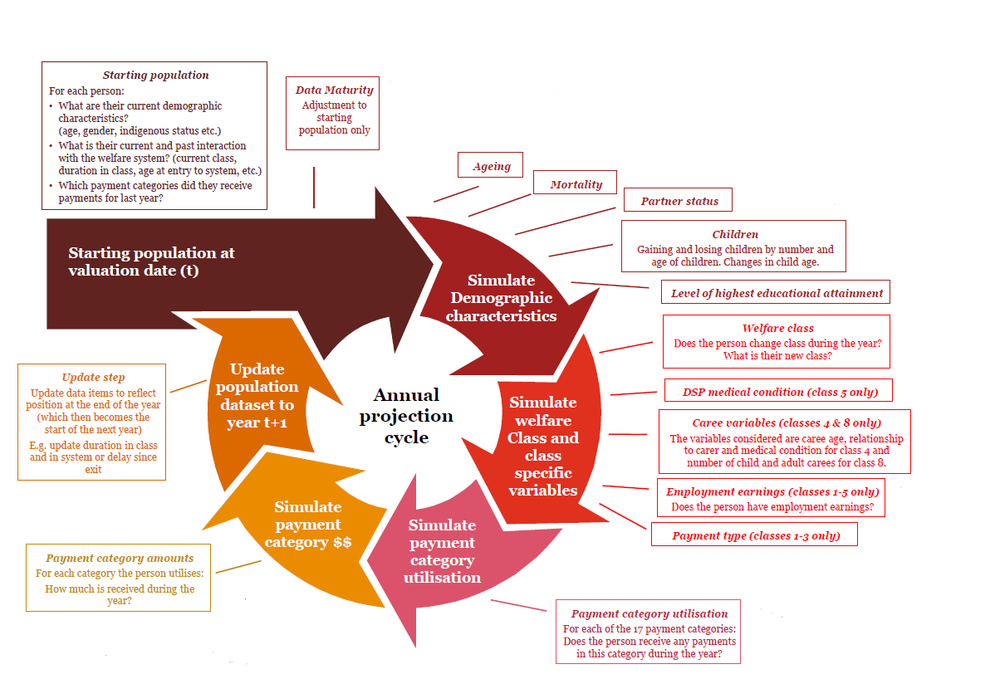 Starting population
For each person:
• What are their current demographic
characteristics?
(age, gender, indigenous status etc.)
• What is their current and past interaction
with the welfare system? (current class,
duration in class, age at entry to system, etc.)
• Which payment categories did they receive
payments for last year?
Data Maturity
Adjustment to
starting
population only
Ageing
Mortality
Partner status
Children
Gaining and losing children by number and
age of children. Changes in child age.
Level of highest educational attainment
Starting population at
valuation date (t)
Simulate
Demographic
characteristics
Welfare class
Does the person change class during the year?
What is their new class?
DSP medical condition (class 5 only)
Caree variables (classes 4 & 8 only)
The variables considered are caree age, relationship
to carer and medical condition for class 4 and
number of child and adult carees for class 8.
Employment earnings (classes 1-5 only)
Does the person have employment earnings?
Payment type (classes 1-3 only)
Simulate
welfare
Class and
class
specific
variables
Annual
projection
cycle
Update
population
dataset to
year t+1
Update step
Update data items to reflect
position at the end of the year
(which then becomes the
start of the next year)
E.g. update duration in class
and in system or delay since
exit
Simulate
payment
category $$
Simulate
payment
category
utilisation
Payment category amounts
For each category the person utilises:
How much is received during the
year?
Payment category utilisation
For each of the 17 payment categories:
Does the person receive any payments
in this category during the year?